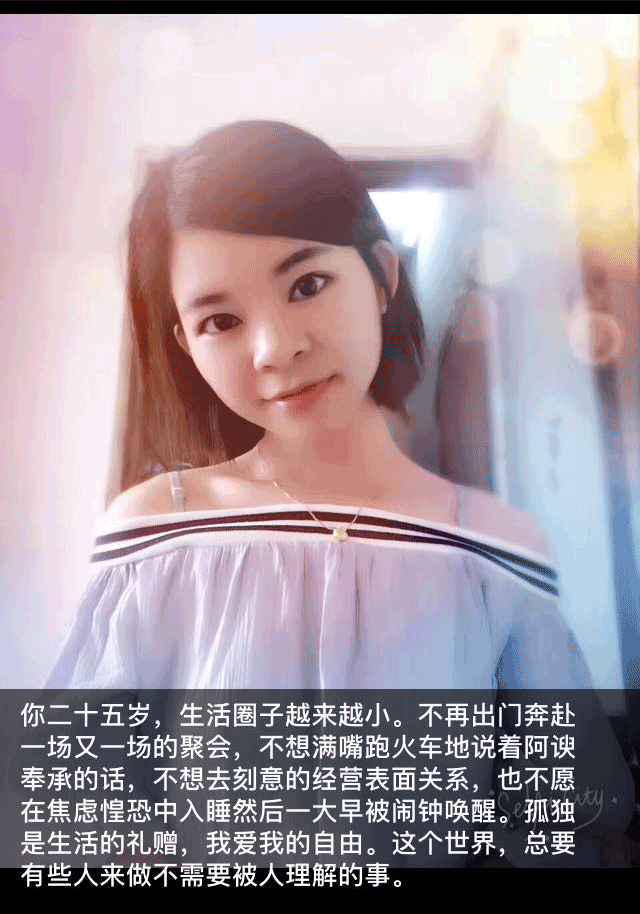 你二十五岁，生活圈子越来越小。不再出门奔赴
一场又一场的聚会，不想满嘴跑火车地说着阿谀
奉承的话，不想去刻意的经营表面关系，也不愿
在焦虑惶恐中入睡然后一大早被闹钟唤醒。孤独
是生活的礼赠，我爱我的自由。这个世界，总要
有些人来做不需要被人理解的事。